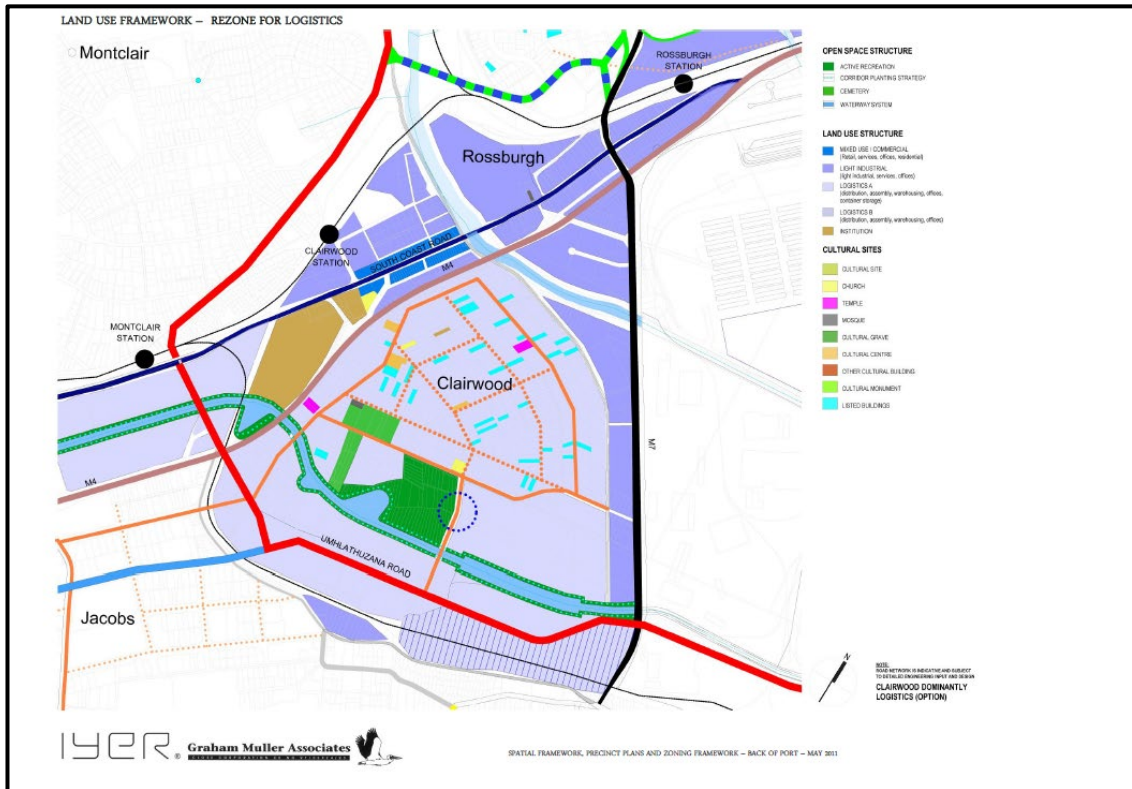 LAND USE FRAMEWORK – REZONE FOR LOGISTICS
Montclair
ROSSBURGH
STATION
Rossburgh
CLAIRWOOD
STATION
SOUTH COAST ROAD
M4
MONTCLAIR
STATION
Clairwood
M7
M4
UMHLATHUZANA ROAD
Jacobs
OPEN SPACE STRUCTURE
ACTIVE RECREATION
CORRIDOR PLANTING STRATEGY
CEMETERY
WATERWAY SYSTEM
LAND USE STRUCTURE
MIXED USE / COMMERCIAL
(Retail, services, offices, residential)
LIGHT INDUSTRIAL
(light industrial, services, offices)
LOGISTICS A
(distribution, assembly, warehousing, offices,
container storage)
LOGISTICS B
(distribution, assembly, warehousing, offices)
INSTITUTION
CULTURAL SITES
CULTURAL SITE
CHURCH
TEMPLE
MOSQUE
CULTURAL GRAVE
CULTURAL CENTRE
OTHER CULTURAL BUILDING
CULTURAL MONUMENT
LISTED BUILDINGS
N
NOTE:
ROAD NETWORK IS INDICATIVE AND SUBJECT
TO DETAILED ENGINEERING INPUT AND DESIGN
CLAIRWOOD DOMINANTLY
LOGISTICS (OPTION)
IYER ®
Graham Muller Associates
SPATIAL FRAMEWORK, PRECINCT PLANS AND ZONING FRAMEWORK – BACK OF PORT – MAY 2011